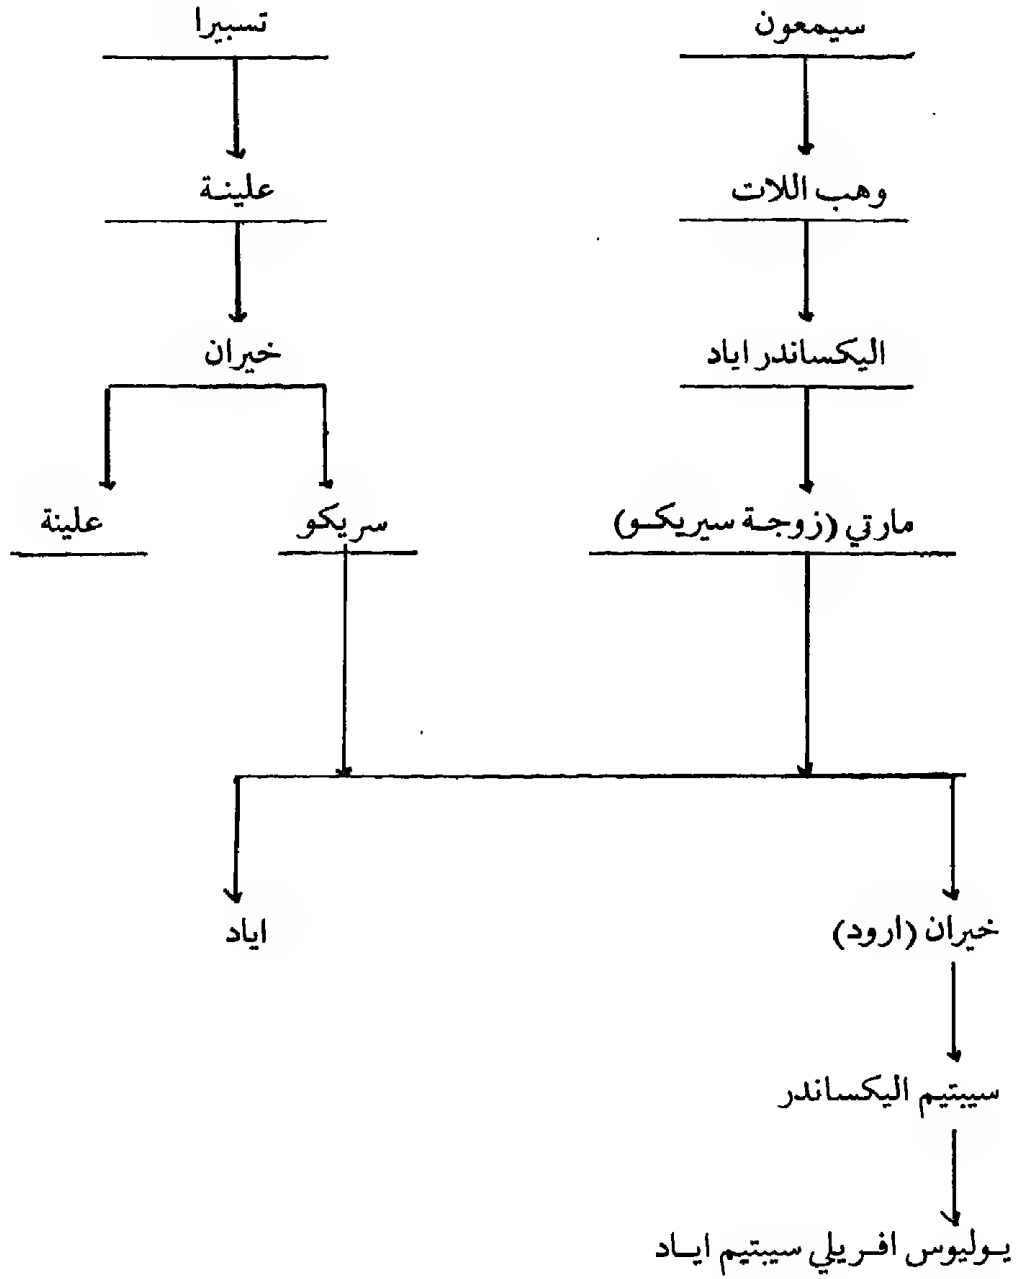 سيمعون
تسبيرا
وهب اللات
علينة
اليكساندر اياد
خيران
مارتي (زوجة سيريكو)
سريكو
علينة
خيران (ارود)
اياد
سيبتيم اليكساندر
يوليوس افريلي سيبتيم اياد